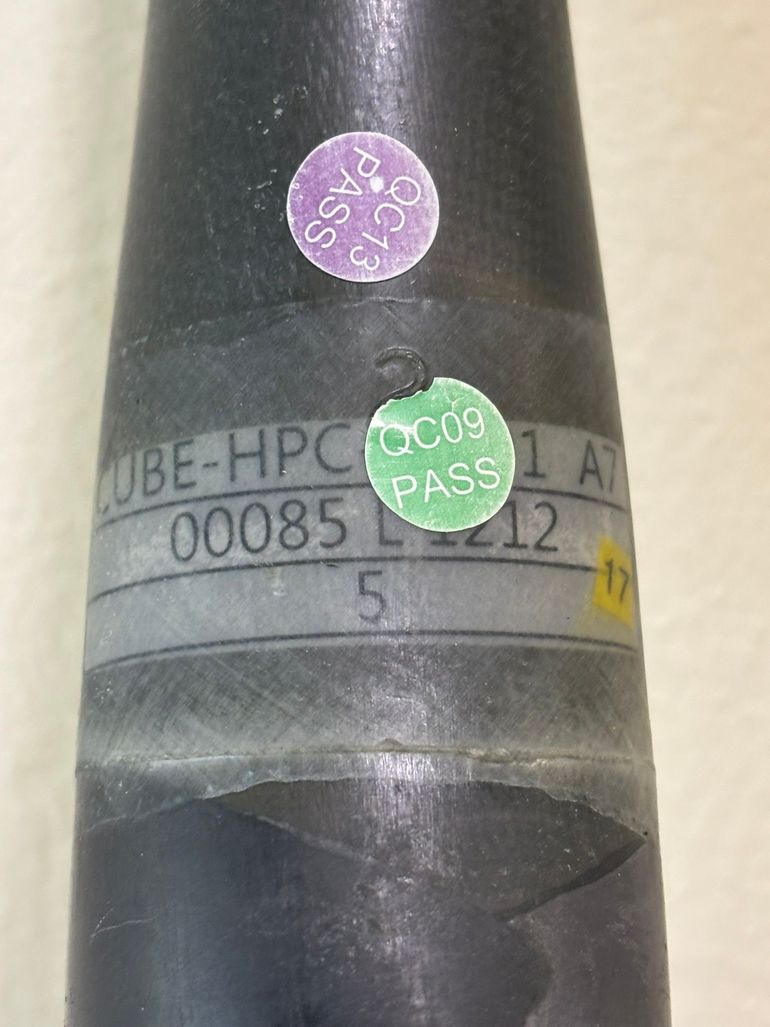 QC13
PASS
QC09
PASS
CUBE-HPC 1 A7
00085 L 1212
5
17